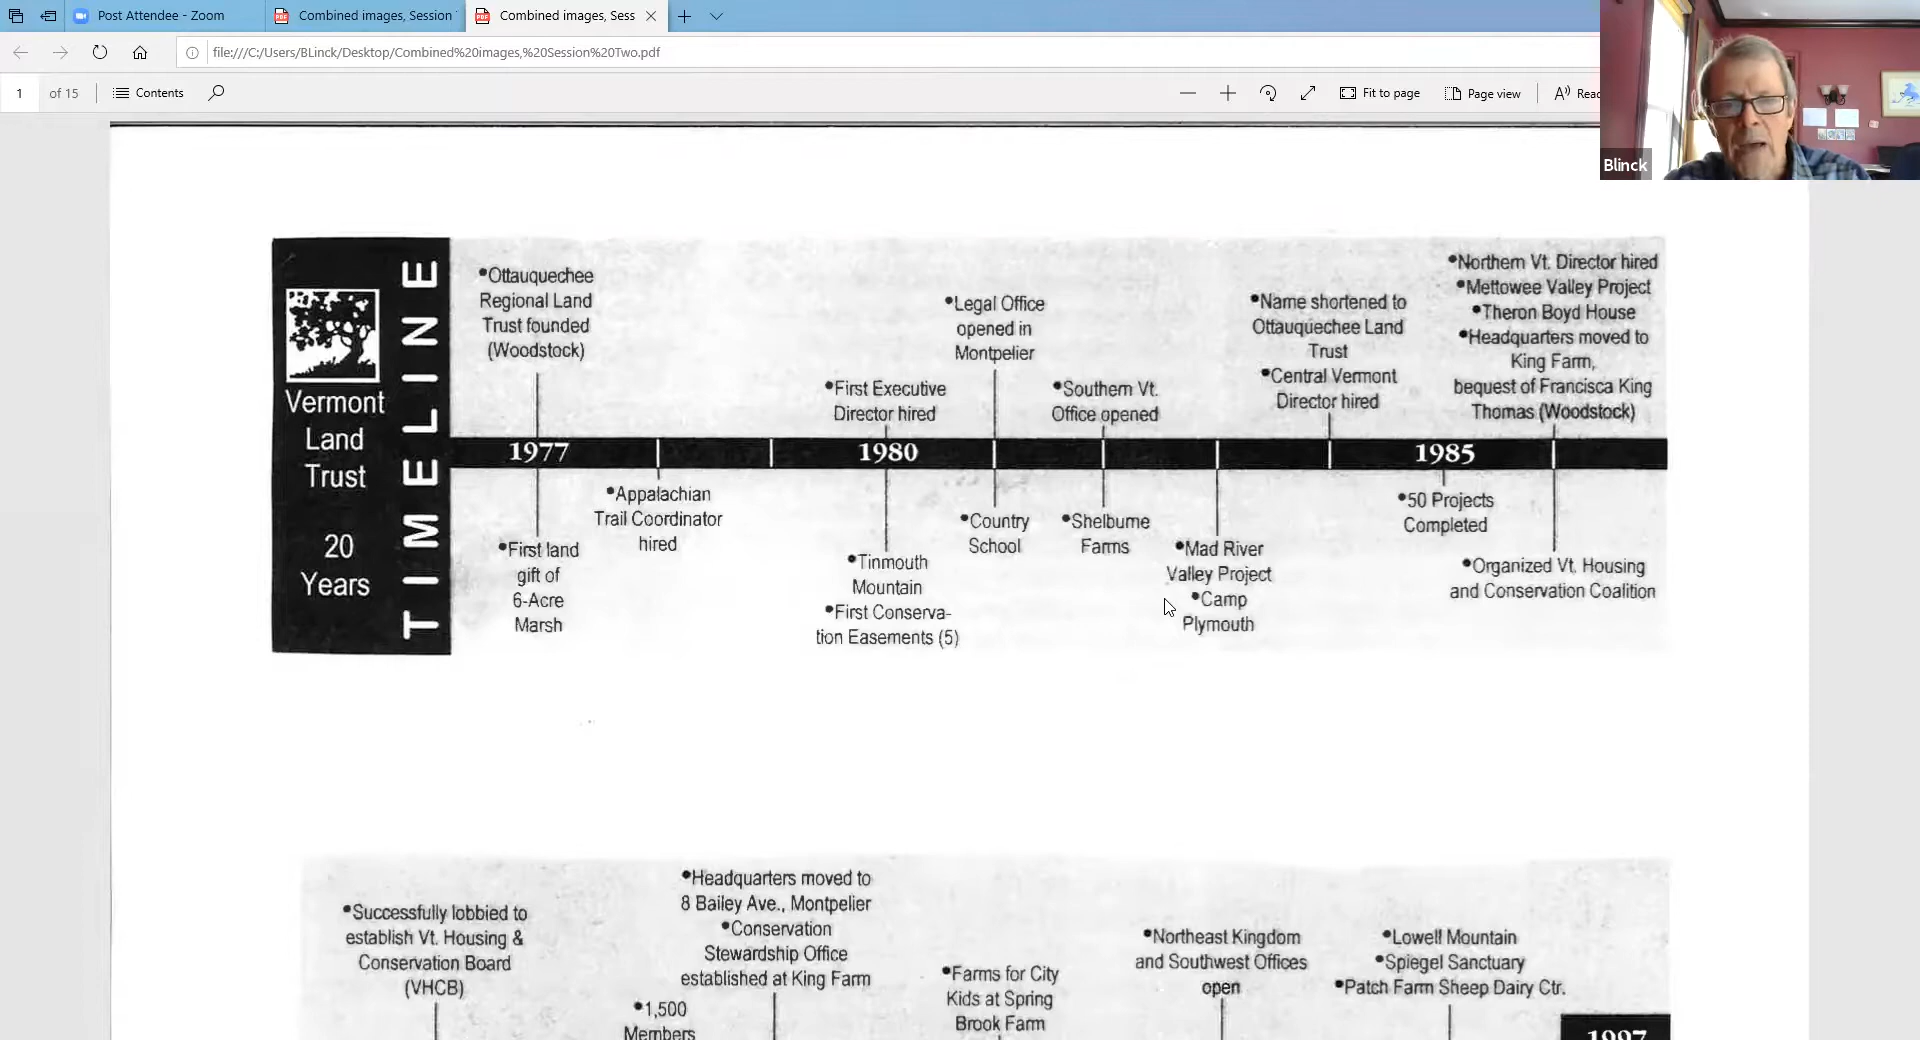 Post Attendee - Zoom
Combined images, Session
Combined images, Sess
file:///C:/Users/BLinck/Desktop/Combined%20images,%20Session%20Two.pdf
1
of 15
Contents
Fit to page
Page view
Read
Blinck
Vermont
Land
Trust
20
Years
TIMELINE
•Ottauquechee
Regional Land
Trust founded
(Woodstock)
•First Executive
Director hired
•Legal Office
opened in
Montpelier
•Southern Vt.
Office opened
•Name shortened to
Ottauquechee Land
Trust
•Central Vermont
Director hired
•Northern Vt. Director hired
•Mettowee Valley Project
•Theron Boyd House
•Headquarters moved to
King Farm,
bequest of Francisca King
Thomas (Woodstock)
1977
1980
1985
•First land
gift of
6-Acre
Marsh
•Appalachian
Trail Coordinator
hired
•Tinmouth
Mountain
•First Conserva-
tion Easements (5)
•Country
School
•Shelburne
Farms
•Mad River
Valley Project
•Camp
Plymouth
•50 Projects
Completed
•Organized Vt. Housing
and Conservation Coalition
•Successfully lobbied to
establish Vt. Housing &
Conservation Board
(VHCB)
•1,500
Members
•Headquarters moved to
8 Bailey Ave., Montpelier
•Conservation
Stewardship Office
established at King Farm
•Farms for City
Kids at Spring
Brook Farm
•Northeast Kingdom
and Southwest Offices
open
•Lowell Mountain
•Spiegel Sanctuary
•Patch Farm Sheep Dairy Ctr.
1997